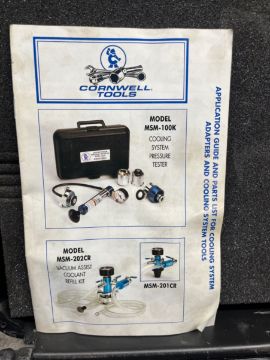 CORNWELL
TOOLS
MODEL
MSM-100K
COOLING
SYSTEM
PRESSURE
TESTER
MODEL
MSM-202CR
VACUUM ASSIST
COOLANT
REFILL KIT
MSM-201CR
APPLICATION GUIDE AND PARTS LIST FOR COOLING SYSTEM
ADAPTERS AND COOLING SYSTEM TOOLS